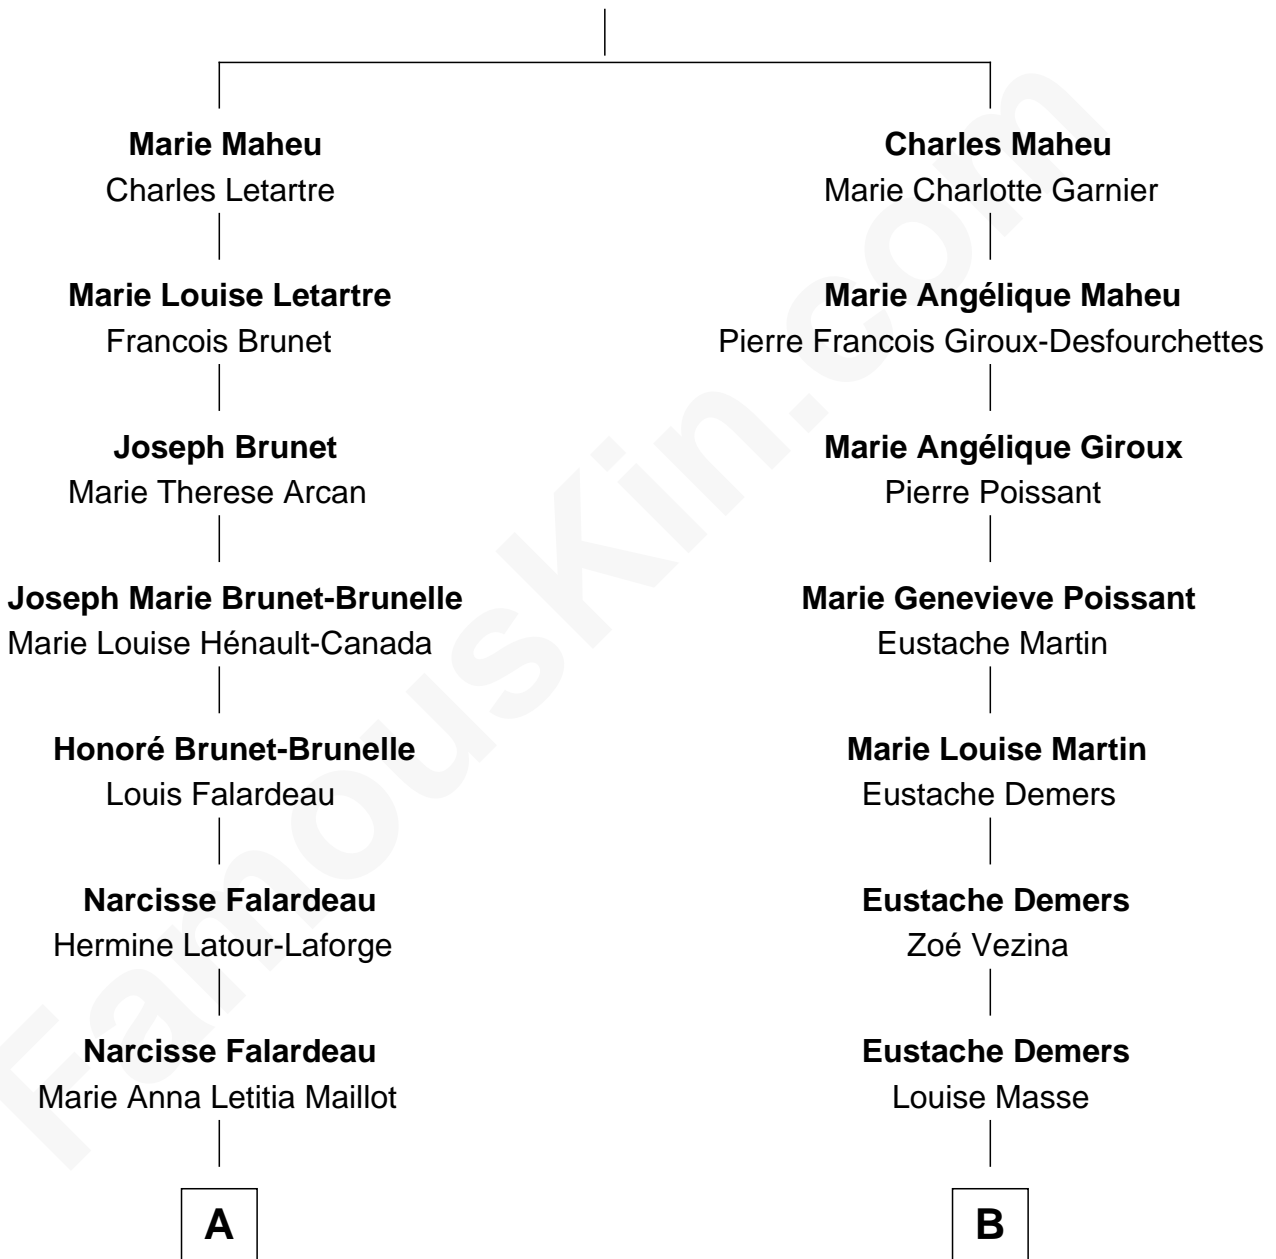 Marie Maheu
Charles Letartre
Charles Maheu
Marie Charlotte Garnier
Marie Louise Letartre
Francois Brunet
Marie Angélique Maheu
Pierre Francois Giroux-Desfourchettes
Joseph Brunet
Marie Therese Arcan
Marie Angélique Giroux
Pierre Poissant
Joseph Marie Brunet-Brunelle
Marie Louise Hénault-Canada
Marie Genevieve Poissant
Eustache Martin
Honoré Brunet-Brunelle
Louis Falardeau
Marie Louise Martin
Eustache Demers
Narcisse Falardeau
Hermine Latour-Laforge
Eustache Demers
Zoé Vezina
Narcisse Falardeau
Marie Anna Letitia Maillot
Eustache Demers
Louise Masse
A
B
FamousKin.com